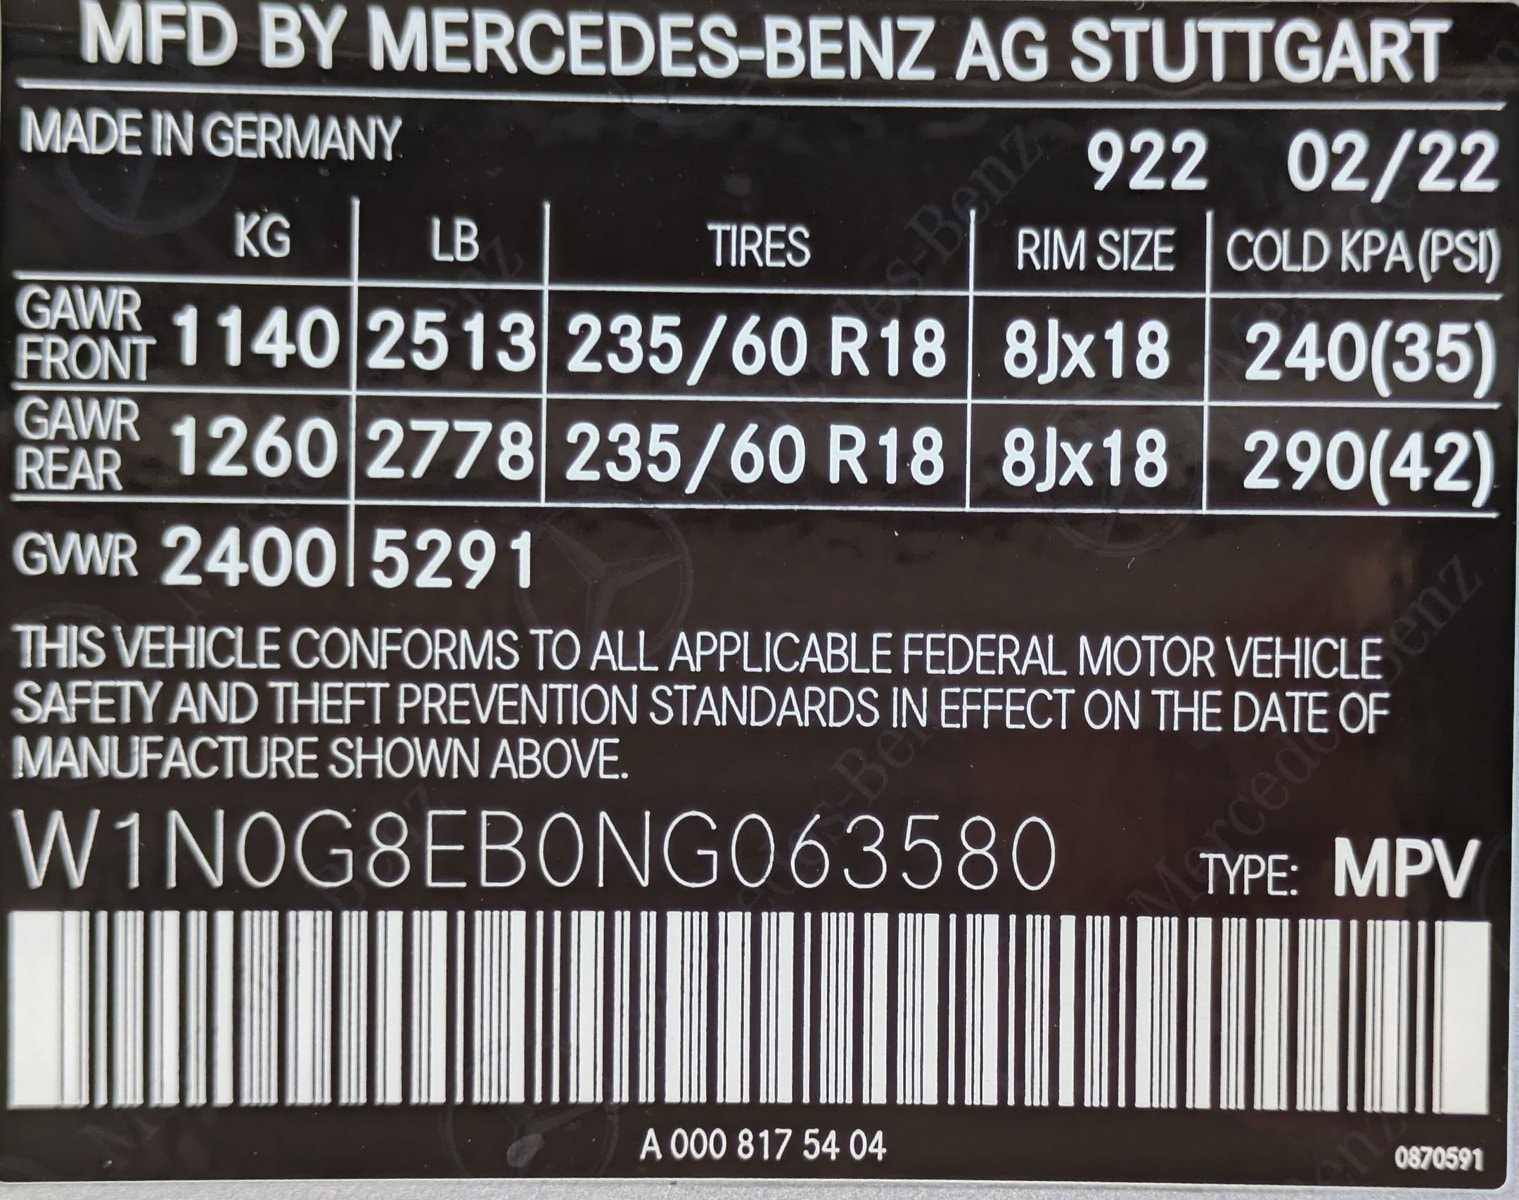 MFD BY MERCEDES-BENZ AG STUTTGART
MADE IN GERMANY 922 02/22
KG LB TIRES RIM SIZE COLD KPA (PSI)
GAWR FRONT 1140 2513 235/60 R18 8Jx18 240(35)
GAWR REAR 1260 2778 235/60 R18 8Jx18 290(42)
GVWR 2400 5291
THIS VEHICLE CONFORMS TO ALL APPLICABLE FEDERAL MOTOR VEHICLE
SAFETY AND THEFT PREVENTION STANDARDS IN EFFECT ON THE DATE OF
MANUFACTURE SHOWN ABOVE.
W1N0G8EB0NG063580 TYPE: MPV
A 000 817 54 04 0870591